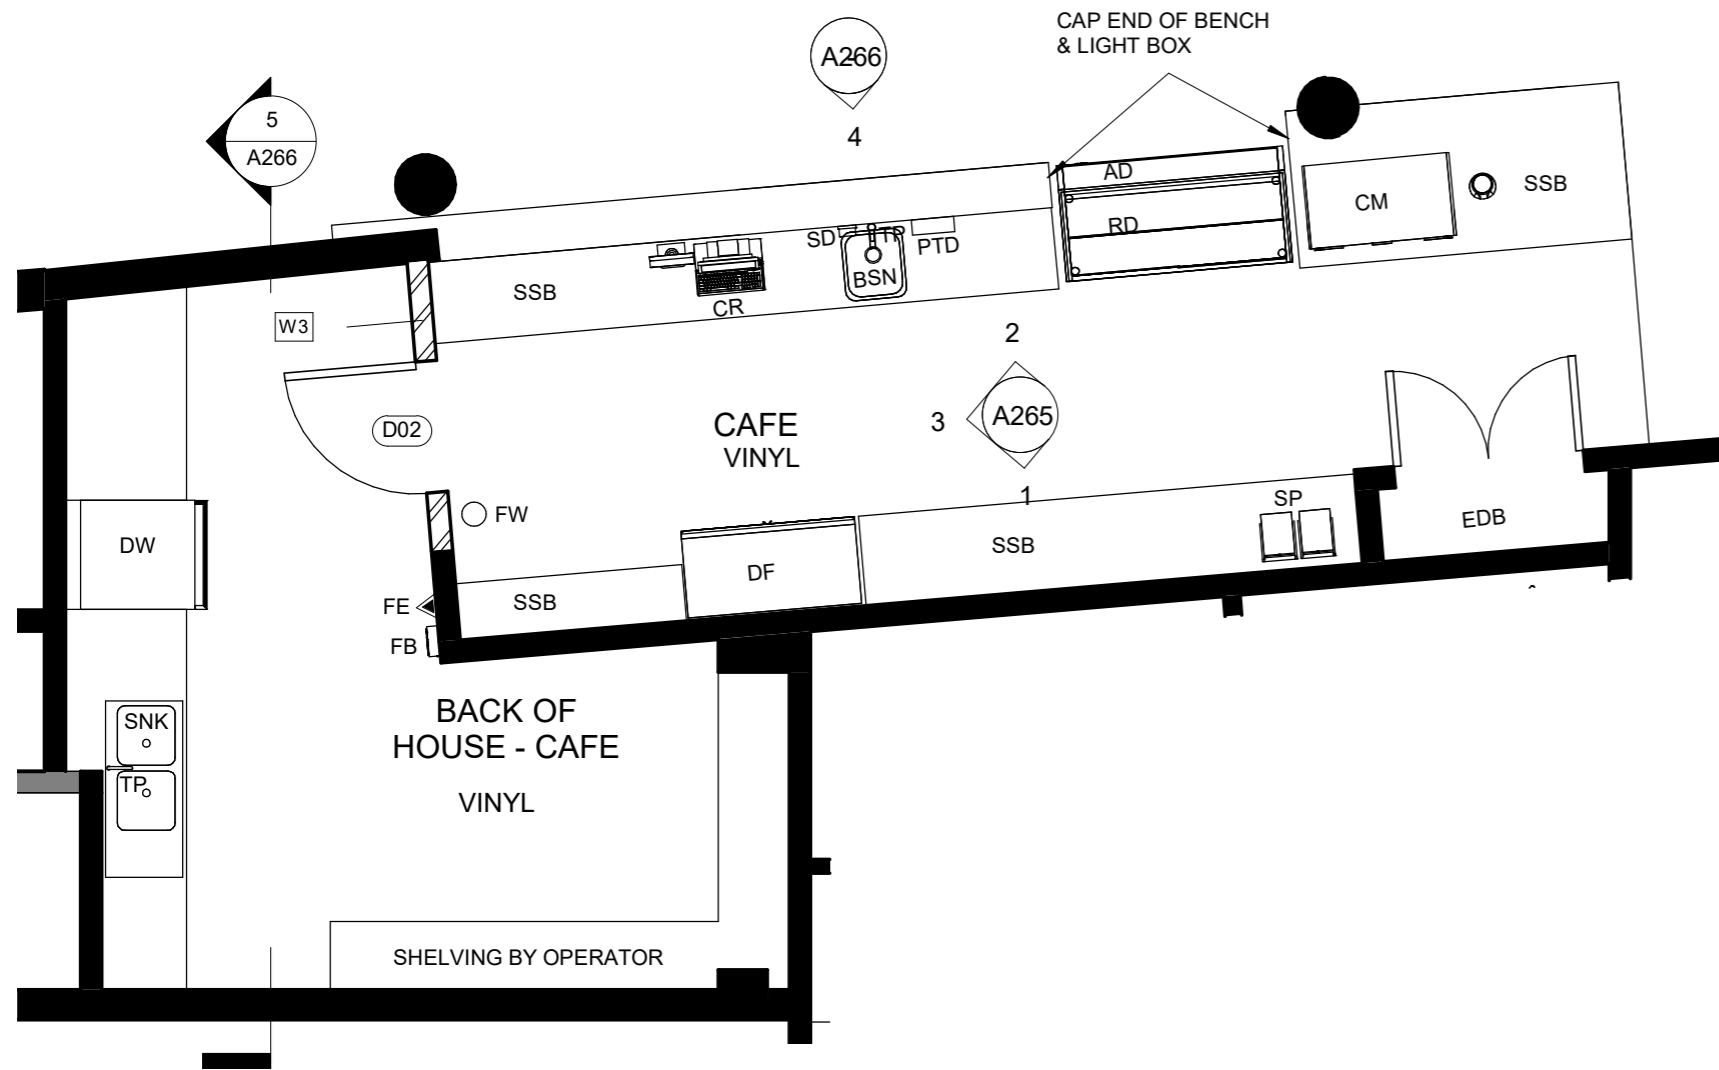 CAP END OF BENCH
& LIGHT BOX
A266
4
5
A266
AD
RD
CM
SSB
SD
TP
PTD
BSN
SSB
CR
W3
2
3
A265
1
CAFE
VINYL
D02
FW
SP
EDB
DW
DF
SSB
SSB
FE
FB
BACK OF
HOUSE - CAFE
VINYL
SNK
TP
SHELVING BY OPERATOR